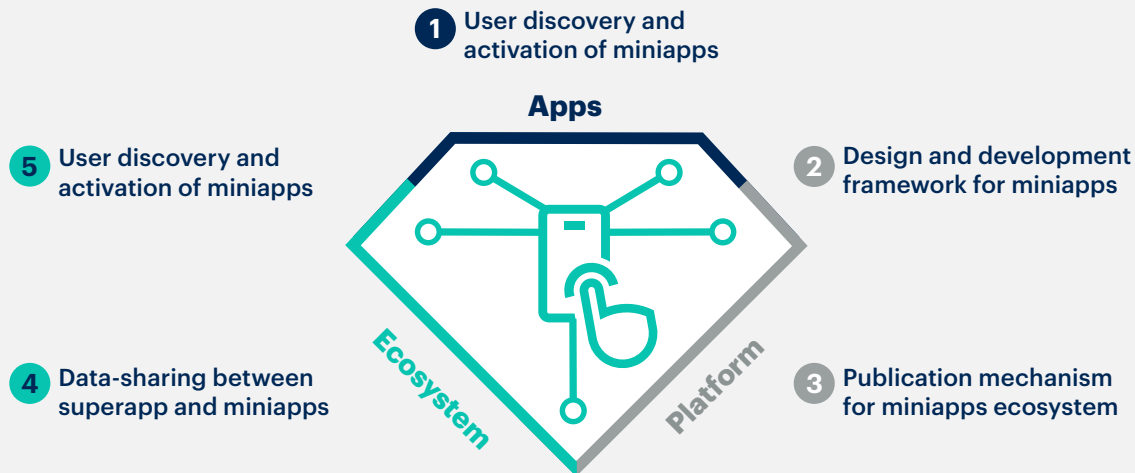 1 User discovery and
activation of miniapps
Apps
5 User discovery and
activation of miniapps
2 Design and development
framework for miniapps
Ecosystem
Platform
4 Data-sharing between
superapp and miniapps
3 Publication mechanism
for miniapps ecosystem